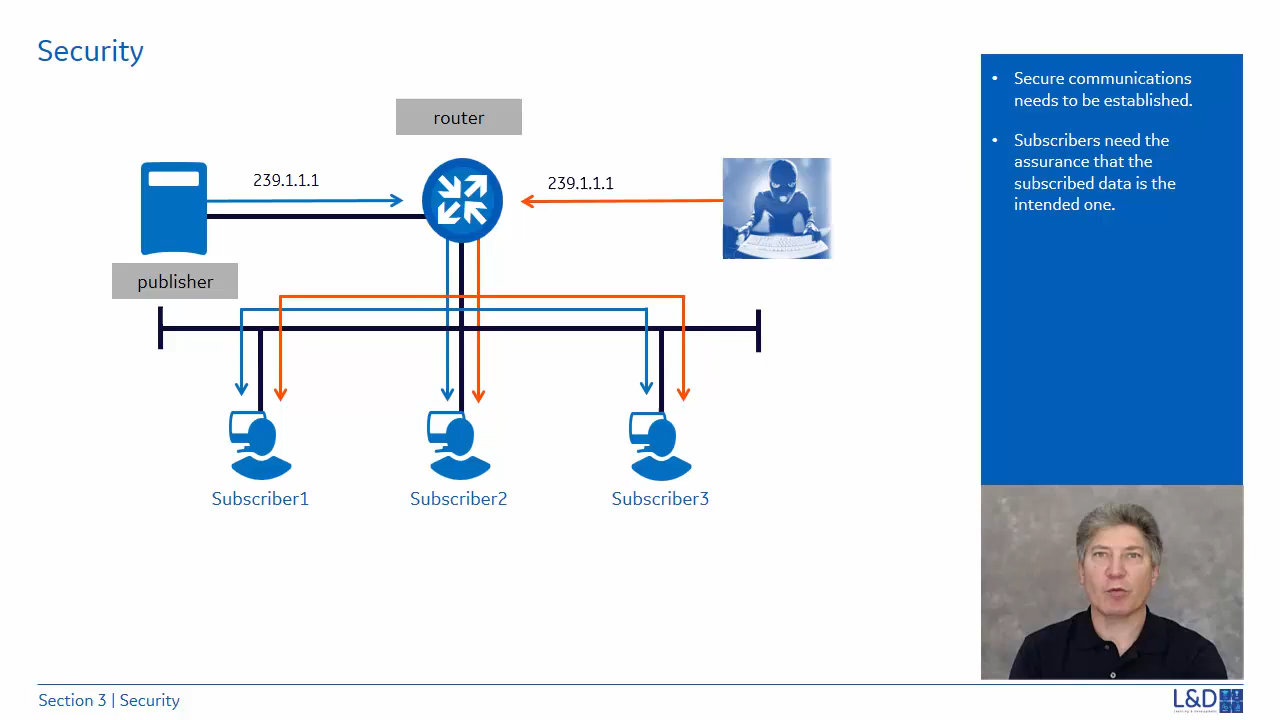 Security
router
239.1.1.1
239.1.1.1
publisher
Subscriber1
Subscriber2
Subscriber3
• Secure communications
needs to be established.
• Subscribers need the
assurance that the
subscribed data is the
intended one.
Section 3 | Security
L&D